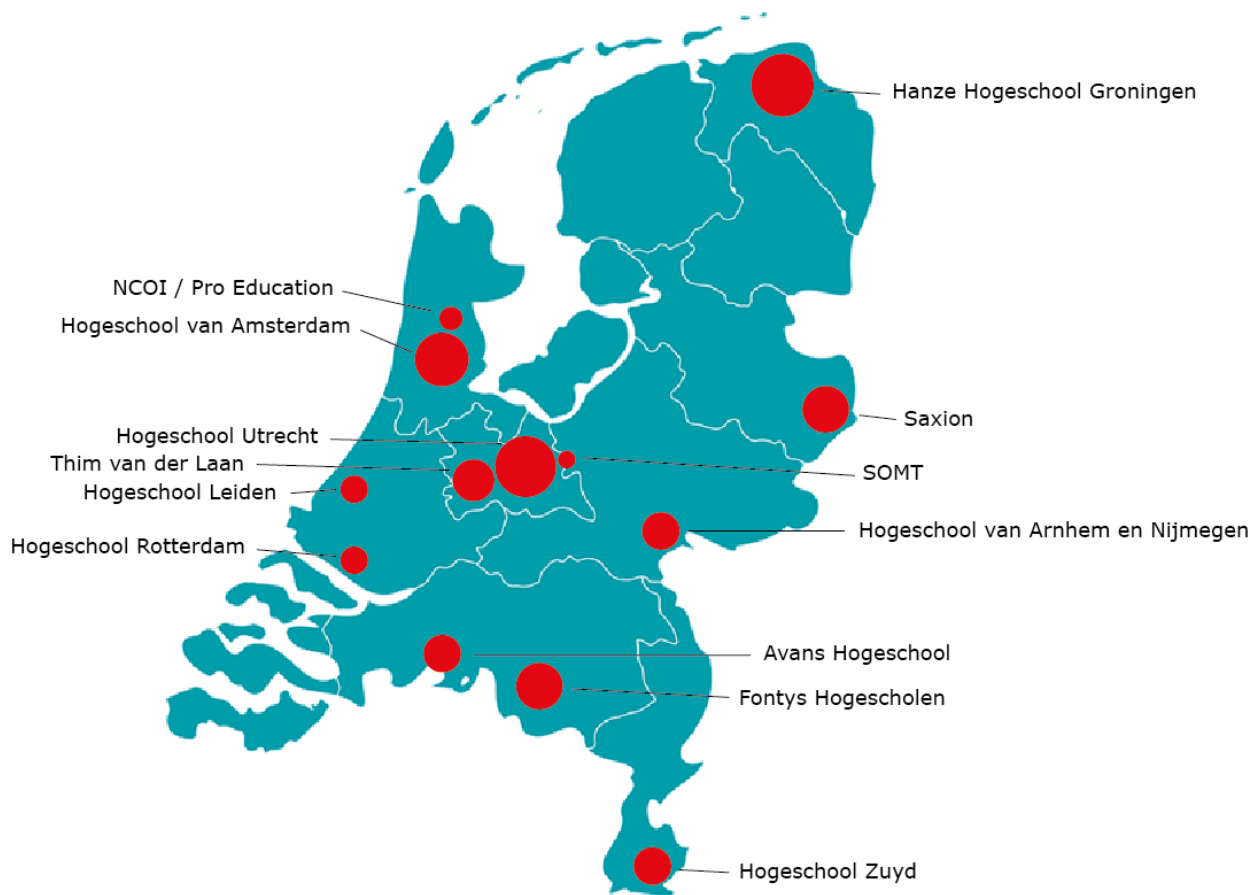 Hanze Hogeschool Groningen
NCOI / Pro Education
Hogeschool van Amsterdam
Saxion
Hogeschool Utrecht
Thim van der Laan
SOMT
Hogeschool Leiden
Hogeschool van Arnhem en Nijmegen
Hogeschool Rotterdam
Avans Hogeschool
Fontys Hogescholen
Hogeschool Zuyd